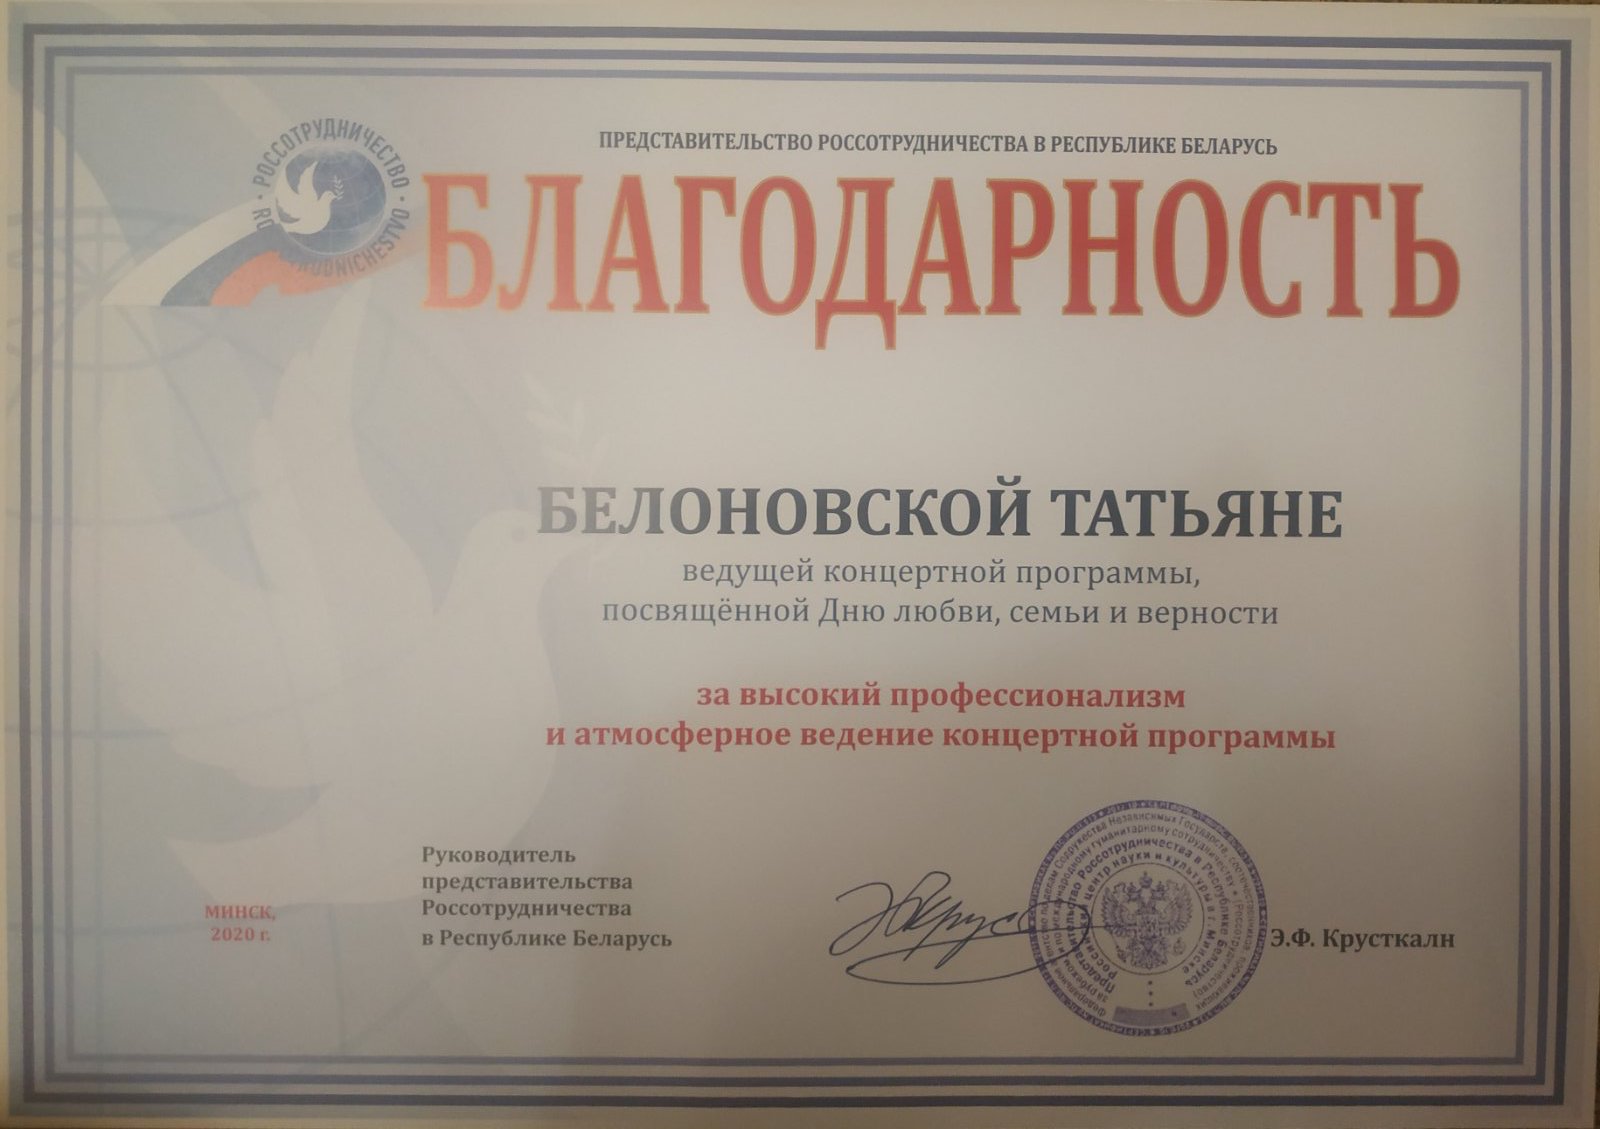 РОССОТРУДНИЧЕСТВО
ПРЕДСТАВИТЕЛЬСТВО РОССОТРУДНИЧЕСТВА В РЕСПУБЛИКЕ БЕЛАРУСЬ
БЛАГОДАРНОСТЬ
БЕЛОНОВСКОЙ ТАТЬЯНЕ
ведущей концертной программы,
посвящённой Дню любви, семьи и верности
за высокий профессионализм
и атмосферное ведение концертной программы
Руководитель
представительства
Россотрудничества
в Республике Беларусь
МИНСК,
2020 г.
Э.Ф. Крусткалн
Федеральное агентство по делам Содружества Независимых Государств, соотечественников, проживающих
за рубежом, и по международному гуманитарному сотрудничеству (Россотрудничество)
Представительство Россотрудничества в Республике Беларусь
Российский центр науки и культуры в г. Минске